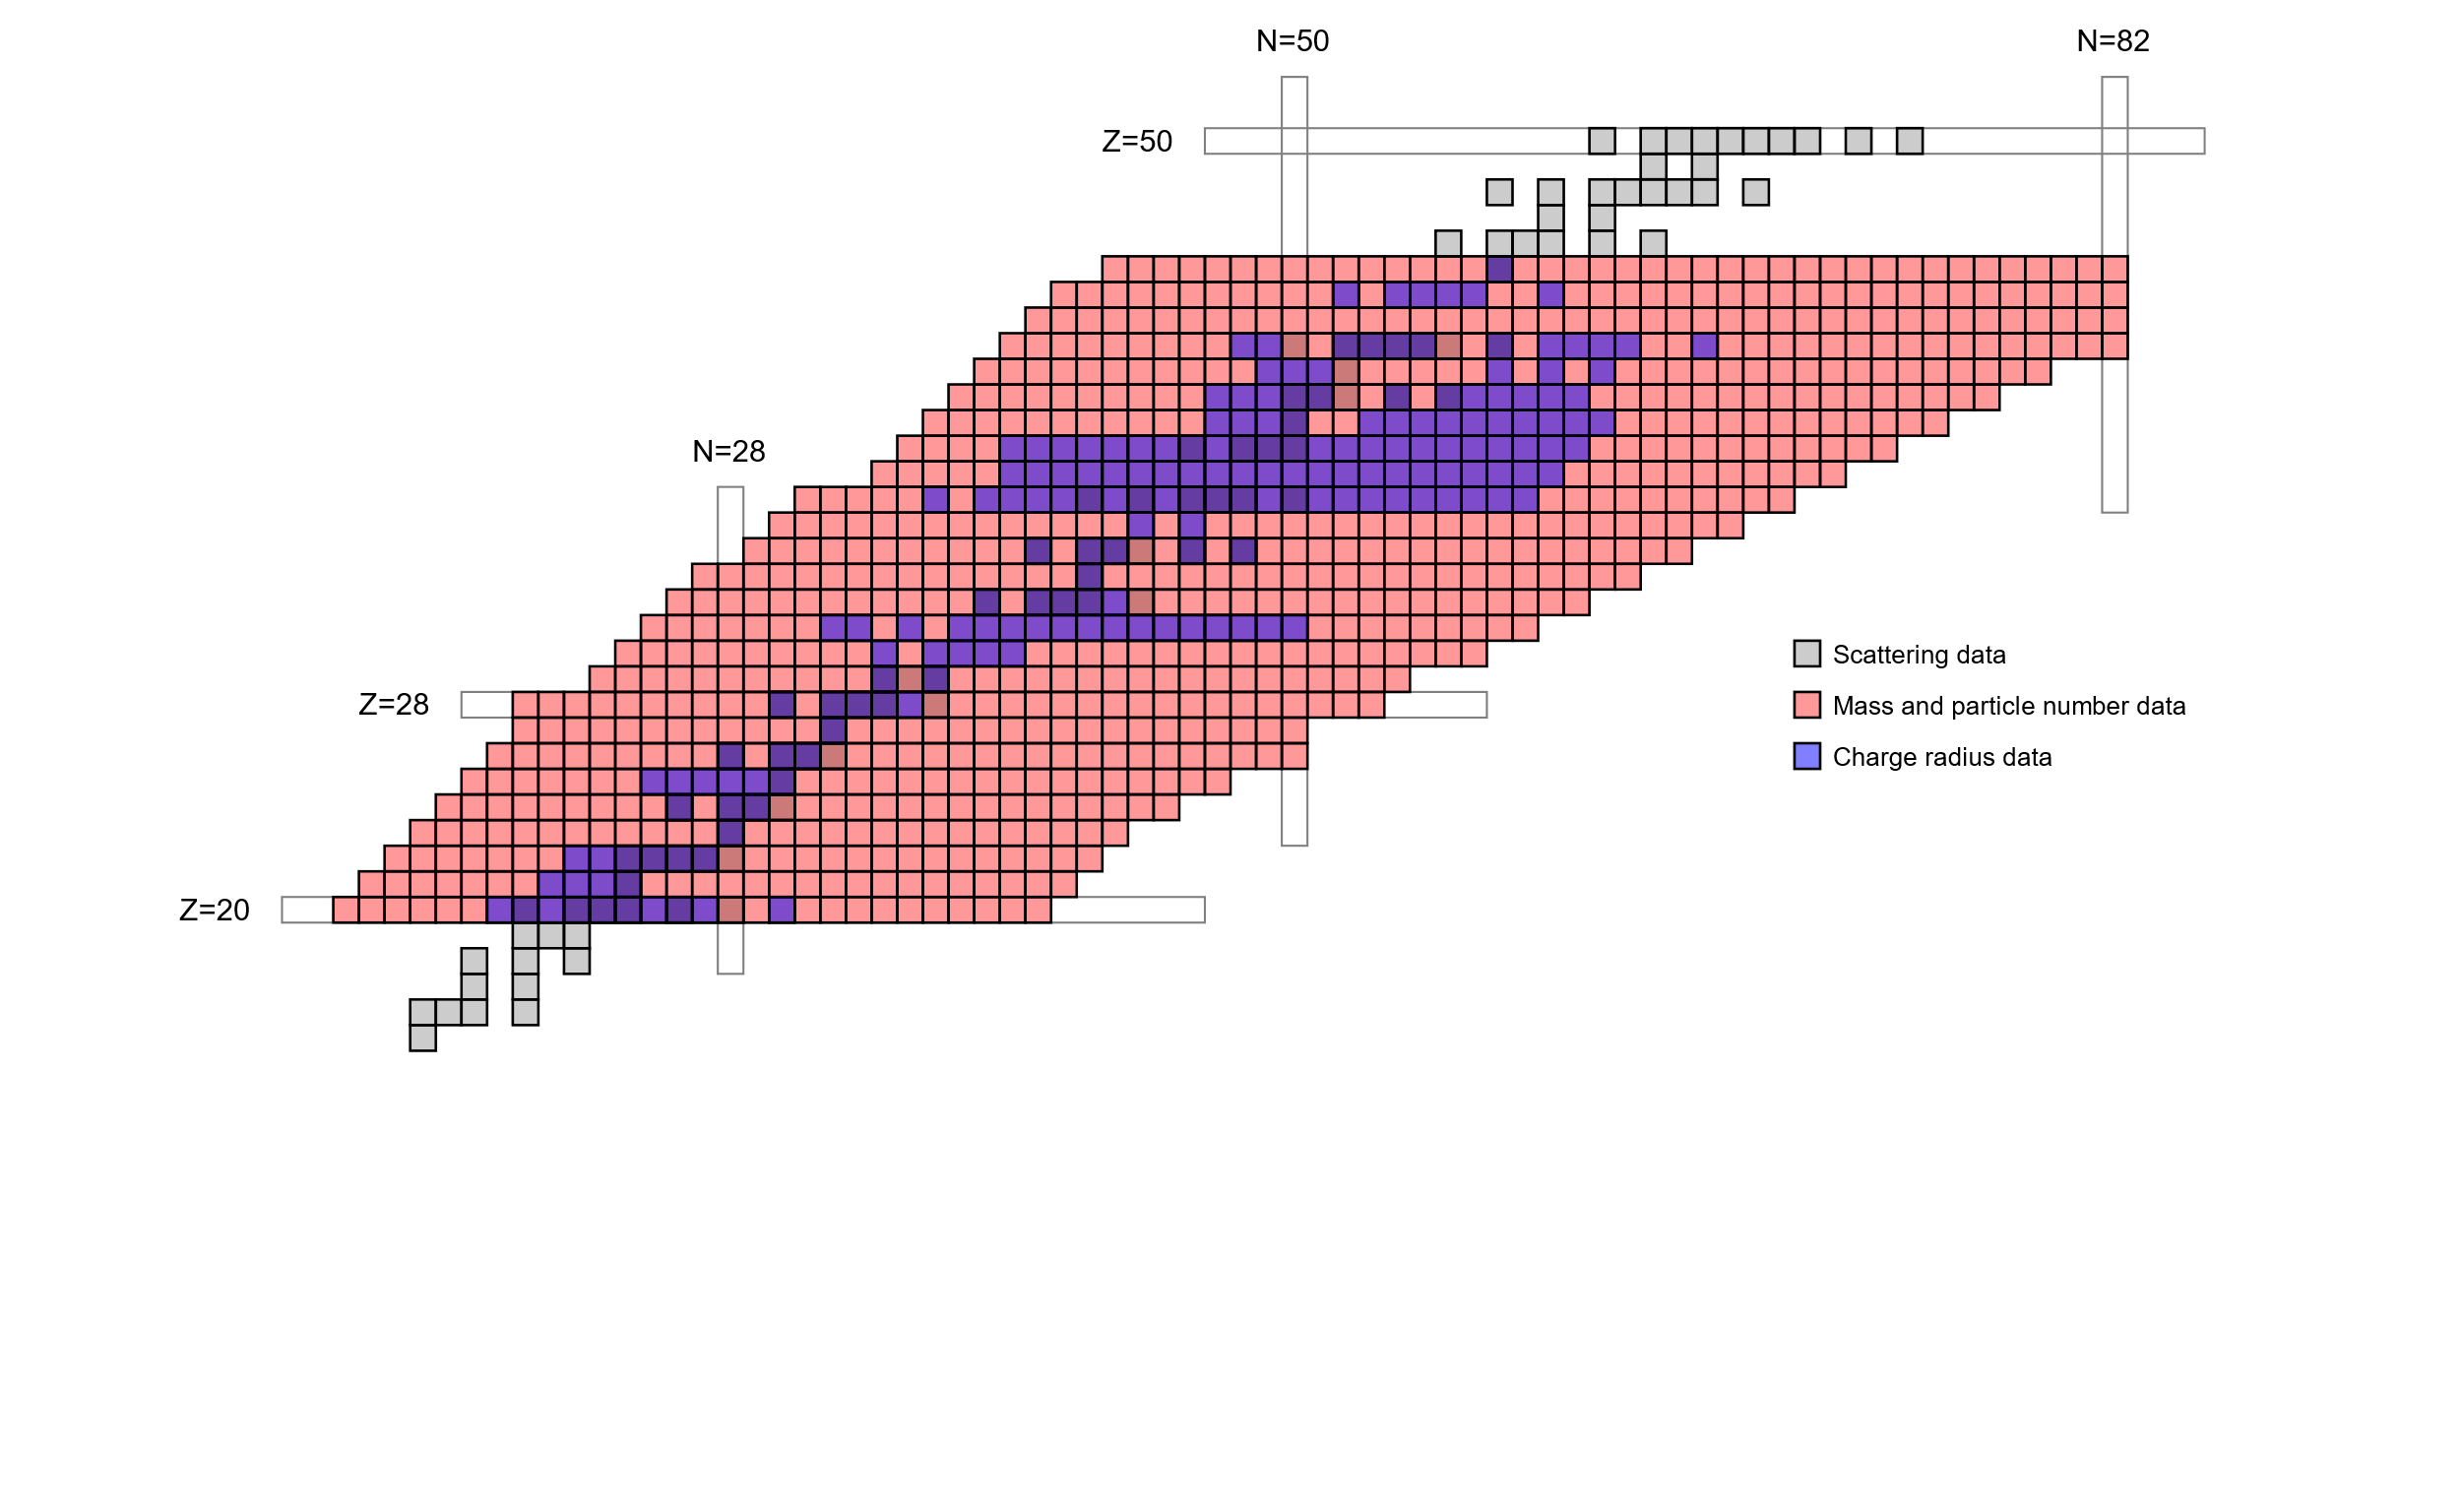 N=50
N=82
Z=50
N=28
Scattering data
Z=28
Mass and particle number data
Charge radius data
Z=20